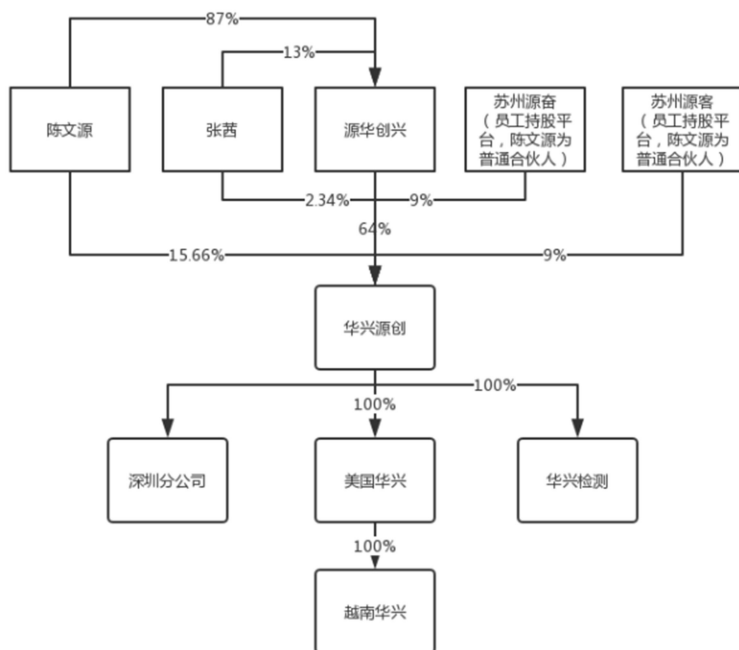 87%
13%
陈文源
张茜
源华创兴
苏州源奋
（员工持股平
台，陈文源为
普通合伙人）
苏州源客
（员工持股平
台，陈文源为
普通合伙人）
2.34%
9%
64%
15.66%
9%
华兴源创
100%
100%
深圳分公司
美国华兴
华兴检测
100%
越南华兴